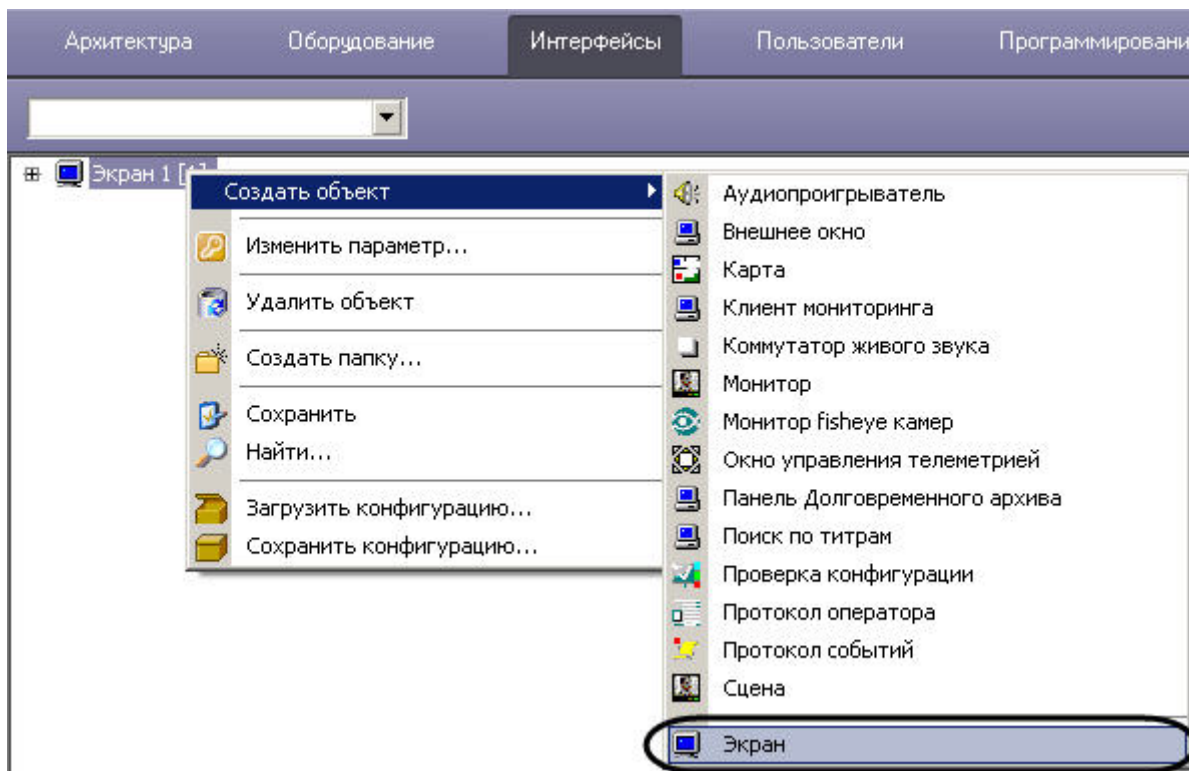 Архитектура
Оборудование
Интерфейсы
Пользователи
Программировани
Экран 1 [1]
Создать объект
Изменить параметр...
Удалить объект
Создать папку...
Сохранить
Найти...
Загрузить конфигурацию...
Сохранить конфигурацию...
Аудиопроигрыватель
Внешнее окно
Карта
Клиент мониторинга
Коммутатор живого звука
Монитор
Монитор fisheye камер
Окно управления телеметрией
Панель Долговременного архива
Поиск по титрам
Проверка конфигурации
Протокол оператора
Протокол событий
Сцена
Экран